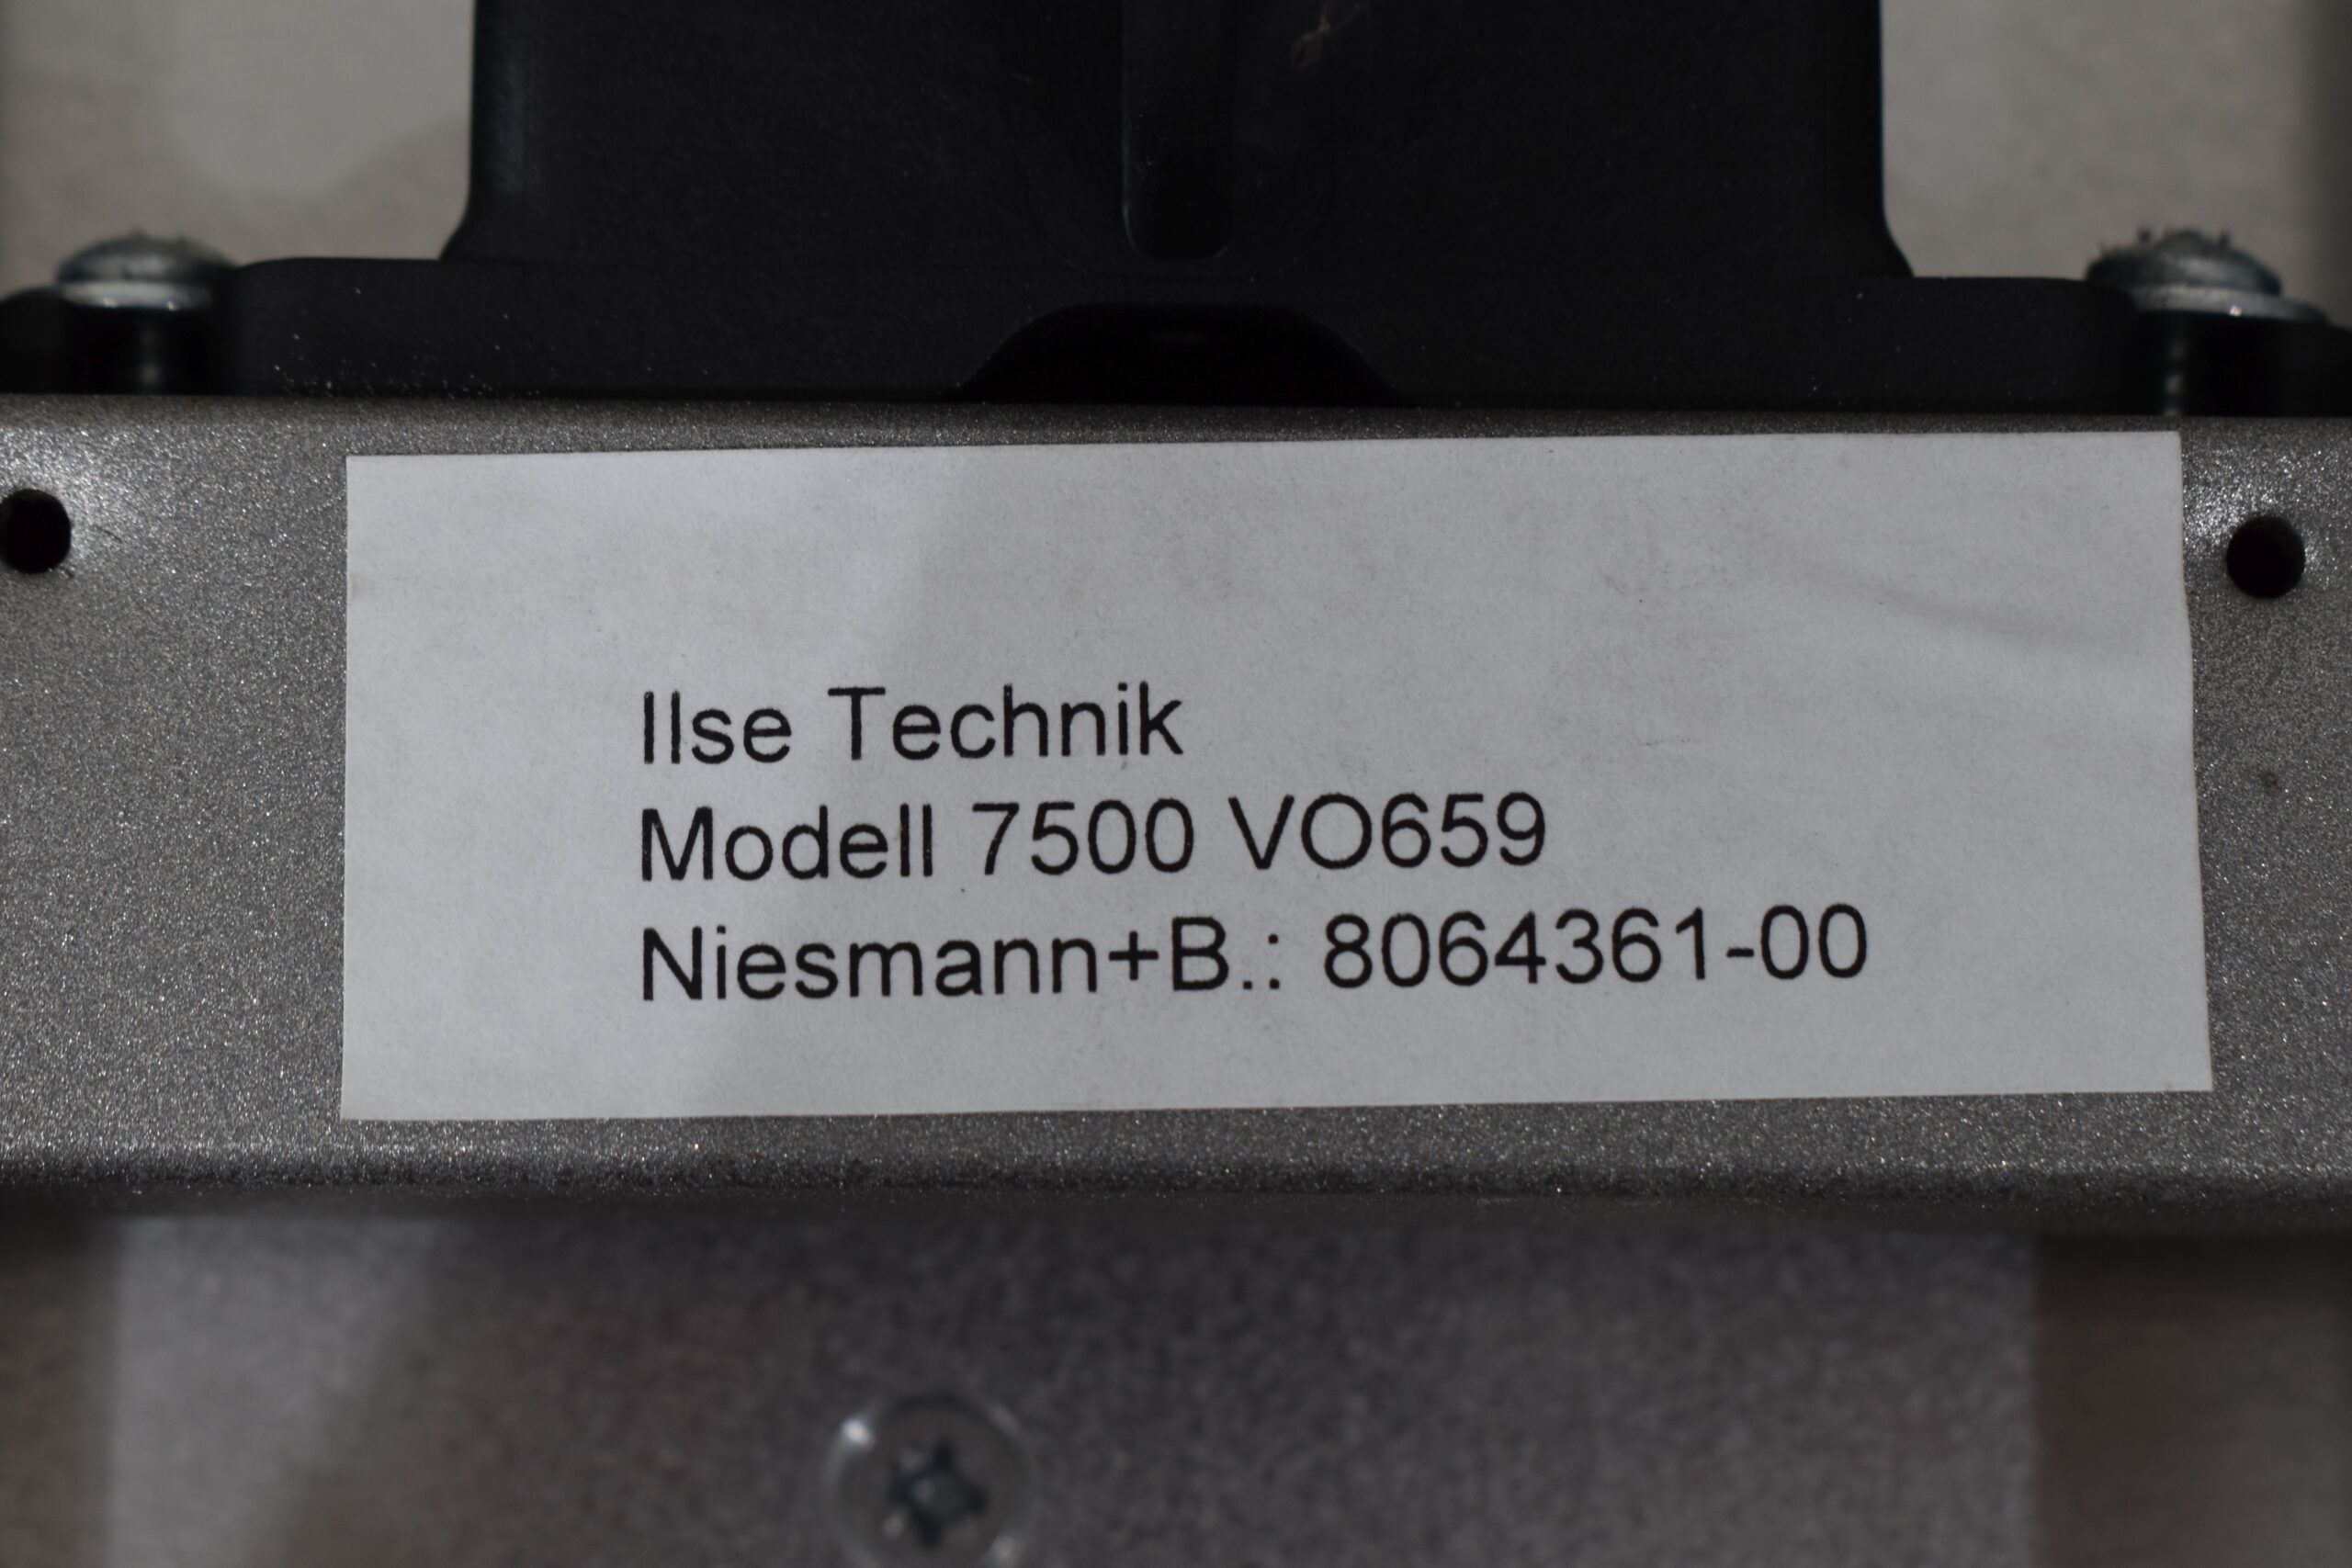 Ilse Technik
Modell 7500 VO659
Niesmann+B.: 8064361-00